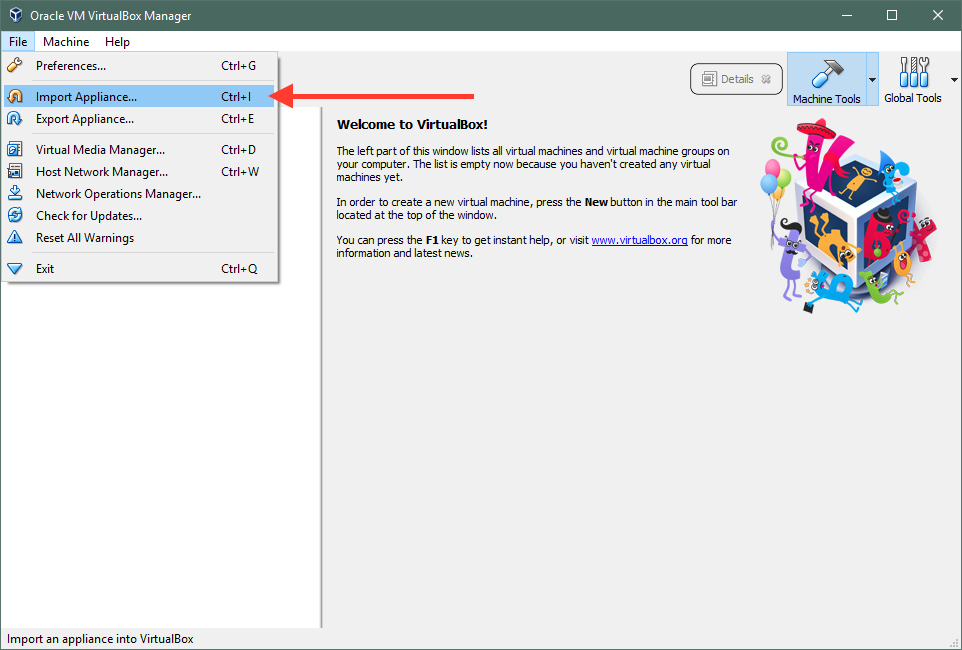 Oracle VM VirtualBox Manager
File Machine Help
Preferences... Ctrl+G
Import Appliance... Ctrl+I
Export Appliance... Ctrl+E
Virtual Media Manager... Ctrl+D
Host Network Manager... Ctrl+W
Network Operations Manager...
Check for Updates...
Reset All Warnings
Exit Ctrl+Q
Details
Machine Tools
Global Tools
Welcome to VirtualBox!
The left part of this window lists all virtual machines and virtual machine groups on
your computer. The list is empty now because you haven't created any virtual
machines yet.
In order to create a new virtual machine, press the New button in the main tool bar
located at the top of the window.
You can press the F1 key to get instant help, or visit www.virtualbox.org for more
information and latest news.
Import an appliance into VirtualBox